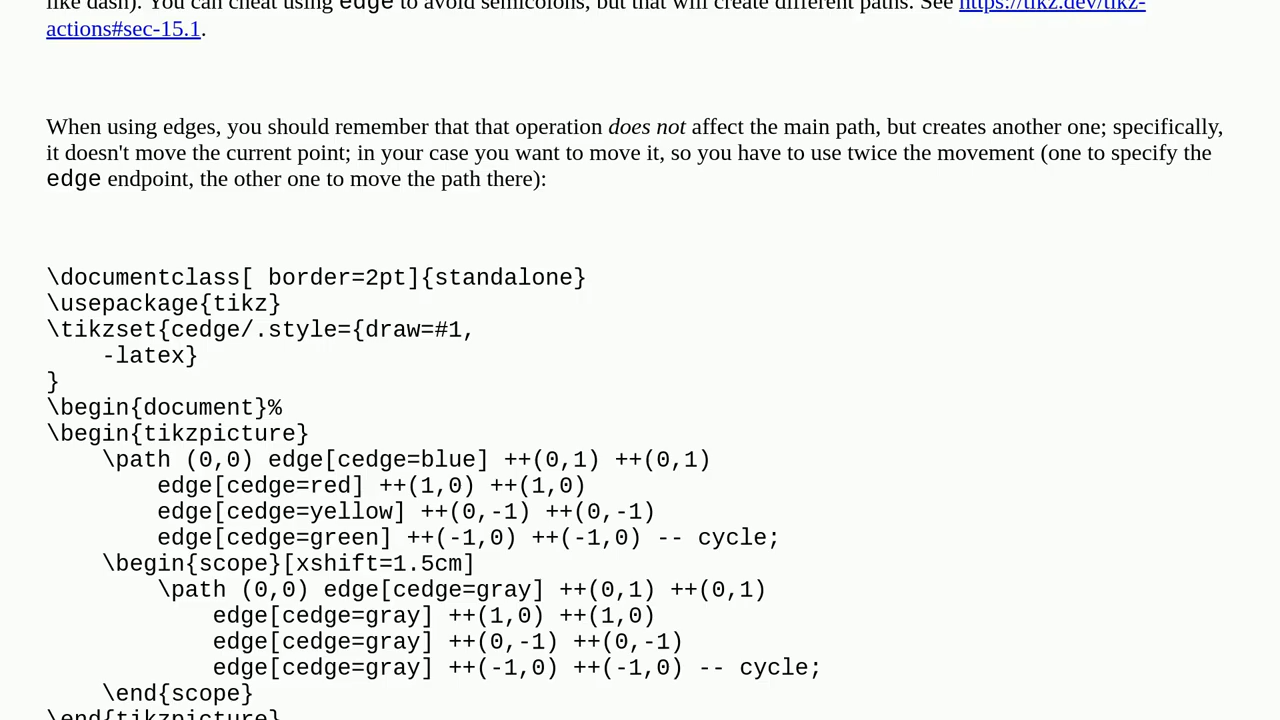 like dash). You can cheat using edge to avoid semicolons, but that will create different paths. See https://tikz.dev/tikz-
actions#sec-15.1.
When using edges, you should remember that that operation does not affect the main path, but creates another one; specifically,
it doesn't move the current point; in your case you want to move it, so you have to use twice the movement (one to specify the
edge endpoint, the other one to move the path there):
\documentclass[ border=2pt]{standalone}
\usepackage{tikz}
\tikzset{cedge/.style={draw=#1,
    -latex}
}
\begin{document}%
\begin{tikzpicture}
    \path (0,0) edge[cedge=blue] ++(0,1) ++(0,1)
        edge[cedge=red] ++(1,0) ++(1,0)
        edge[cedge=yellow] ++(0,-1) ++(0,-1)
        edge[cedge=green] ++(-1,0) ++(-1,0) -- cycle;
    \begin{scope}[xshift=1.5cm]
        \path (0,0) edge[cedge=gray] ++(0,1) ++(0,1)
            edge[cedge=gray] ++(1,0) ++(1,0)
            edge[cedge=gray] ++(0,-1) ++(0,-1)
            edge[cedge=gray] ++(-1,0) ++(-1,0) -- cycle;
    \end{scope}
\end{tikzpicture}